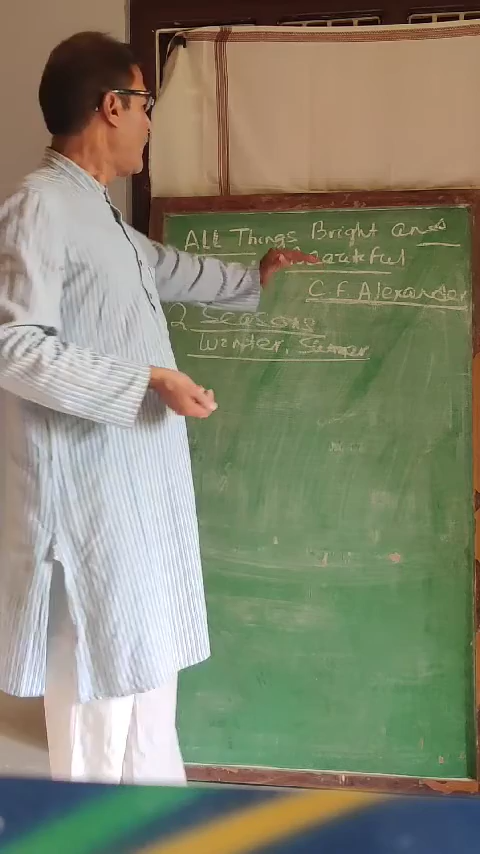 ALL Things Bright and
Beautiful
C F Alexander
2 Seasons
Winter, Summer